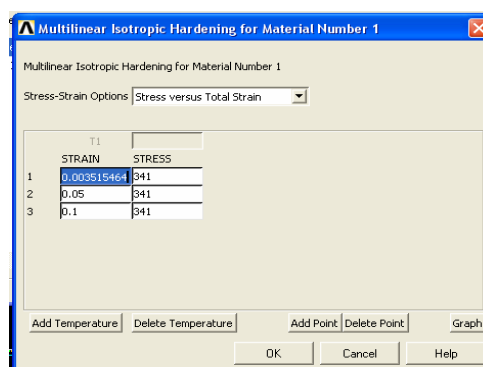 Multilinear Isotropic Hardening for Material Number 1
Multilinear Isotropic Hardening for Material Number 1
Stress-Strain Options Stress versus Total Strain
T1
STRAIN STRESS
1 0.003515464 341
2 0.05 341
3 0.1 341
Add Temperature Delete Temperature Add Point Delete Point Graph
OK Cancel Help